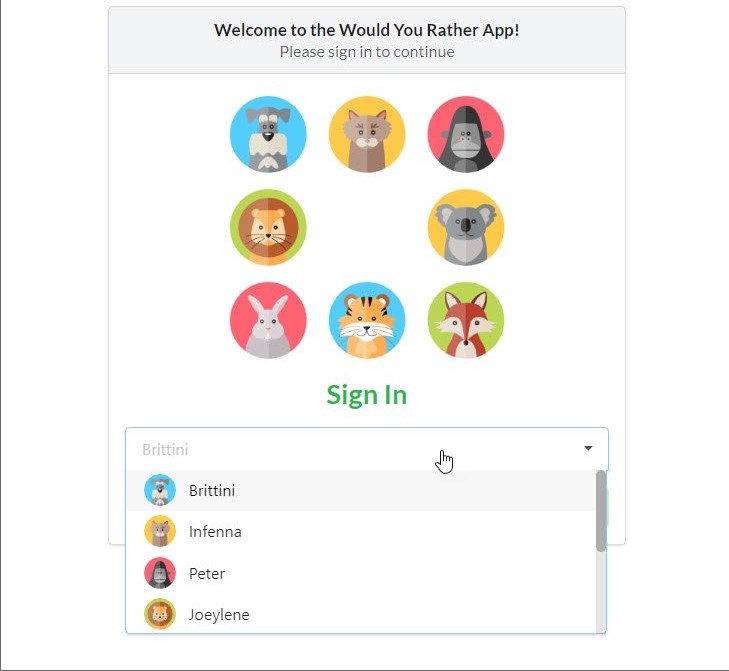 Welcome to the Would You Rather App!
Please sign in to continue
Sign In
Brittini
Brittini
Infenna
Peter
Joeylene